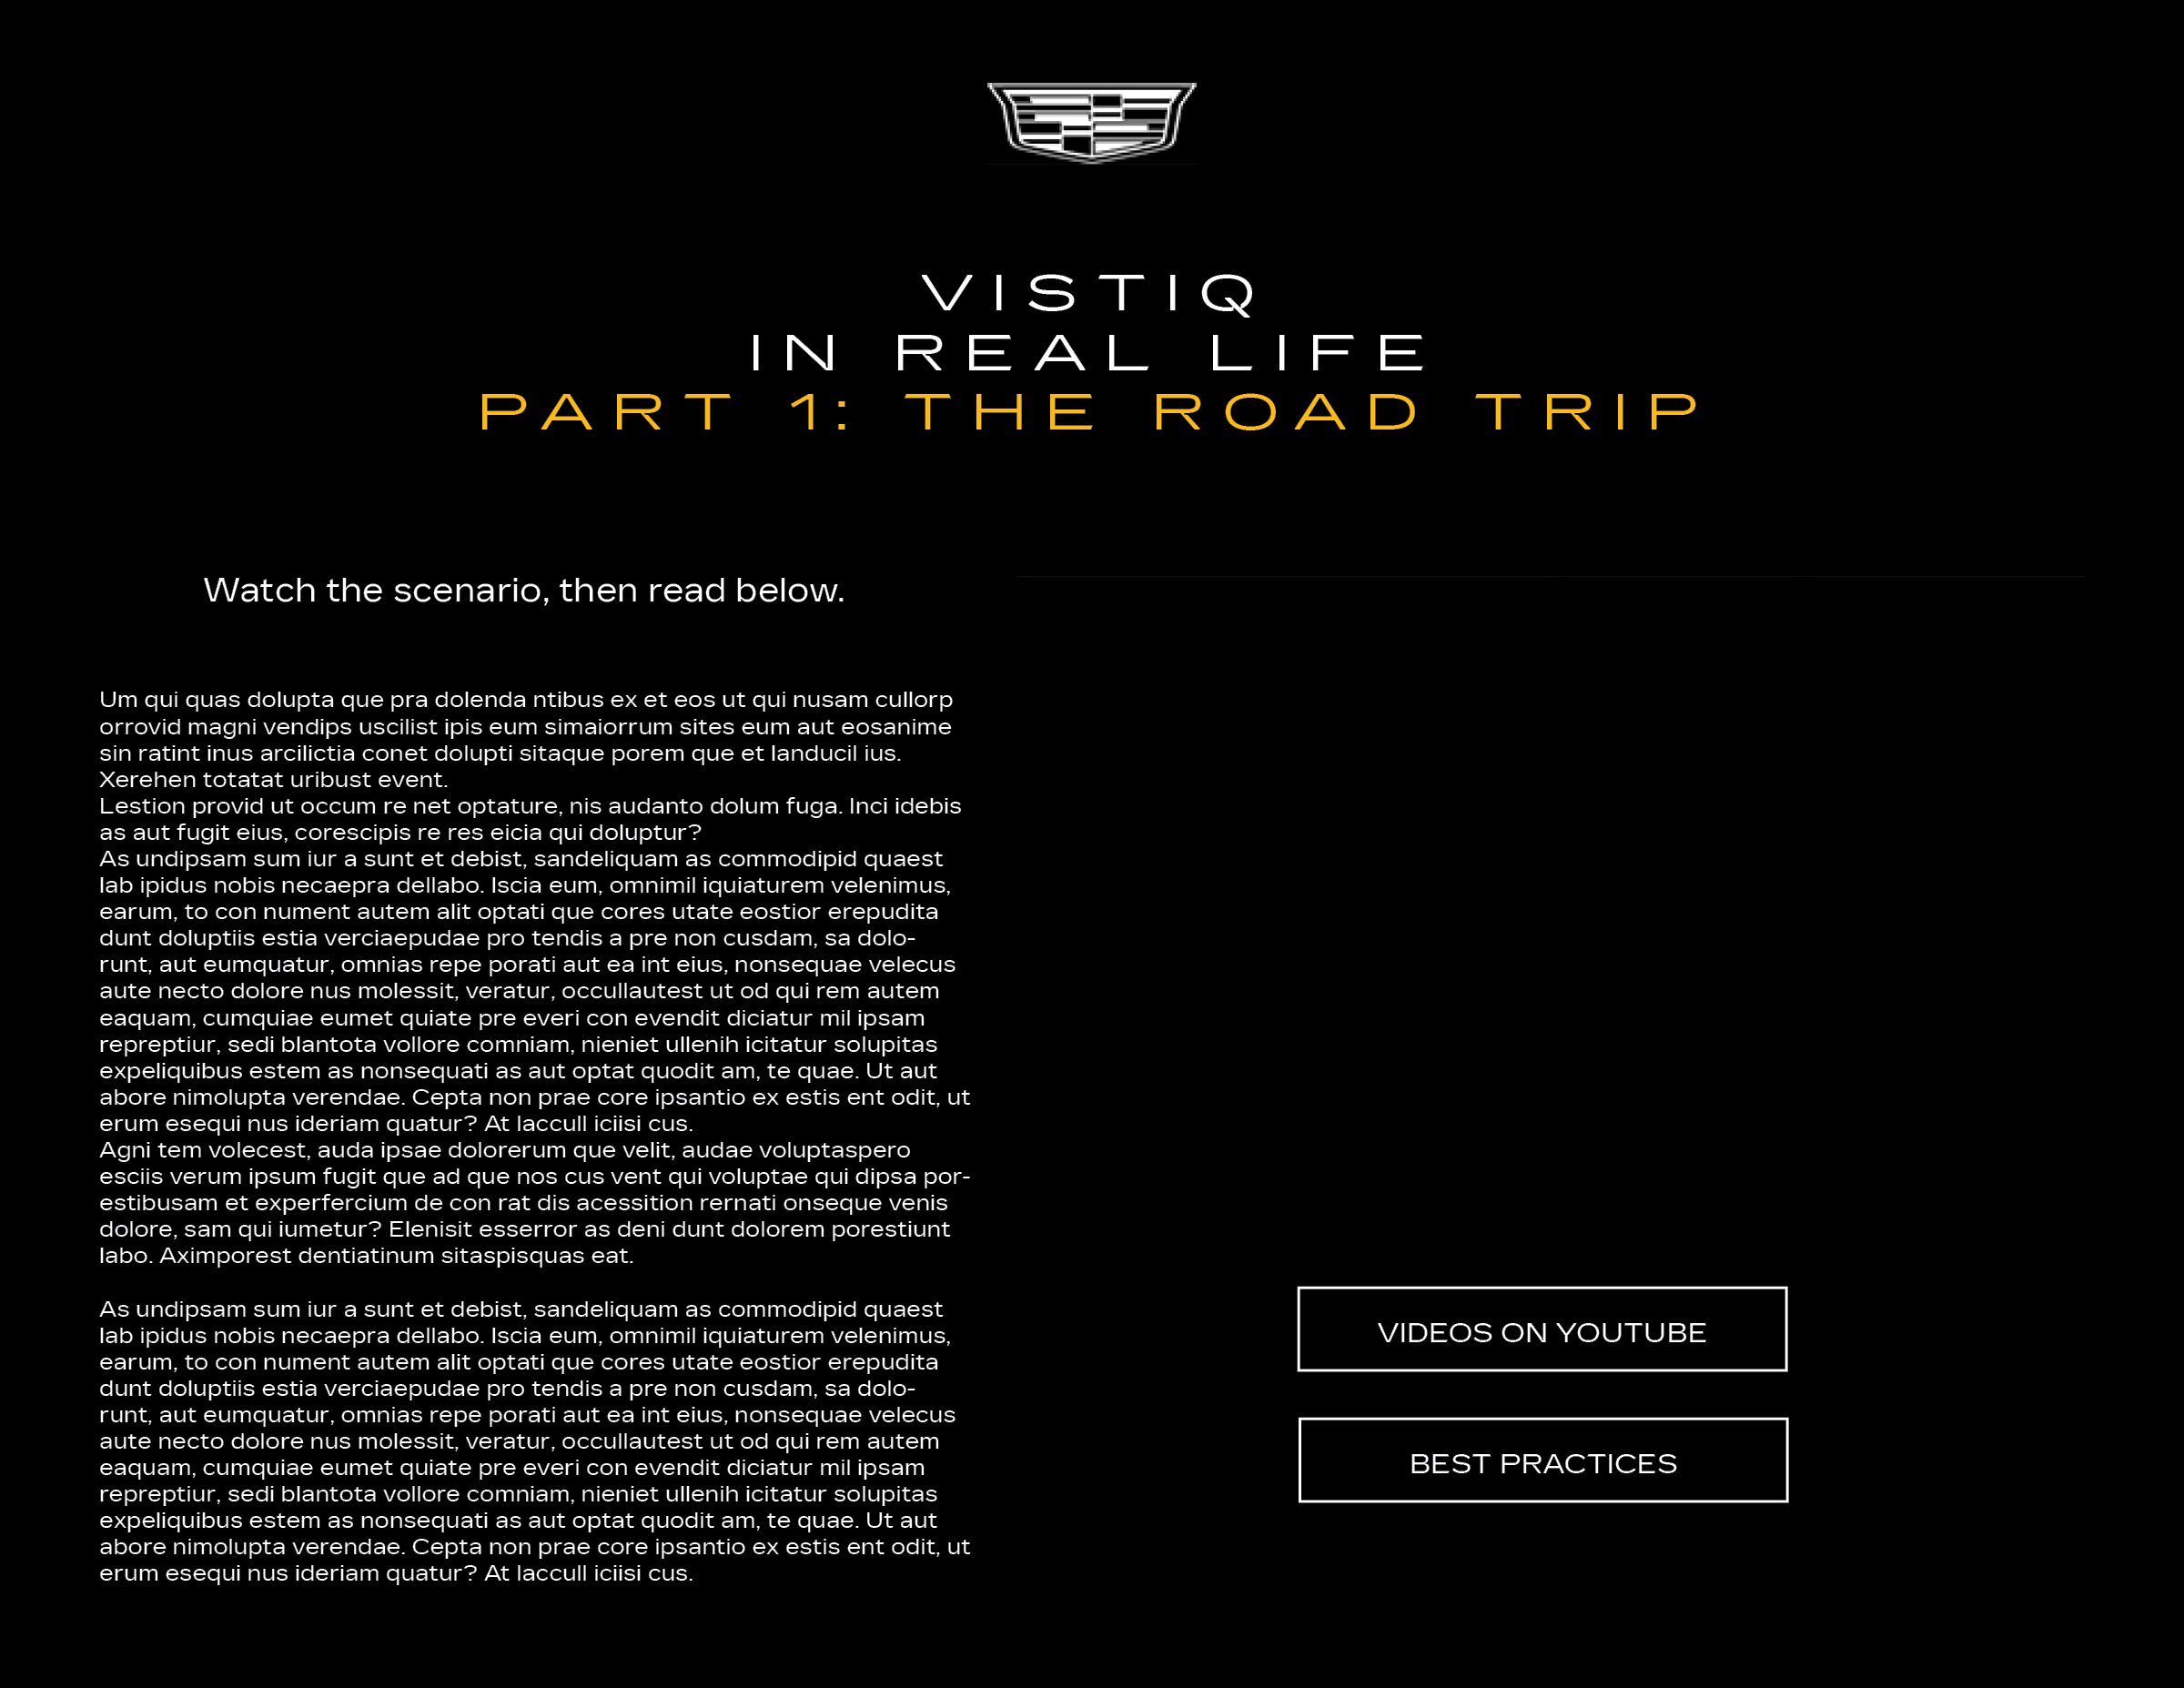 VISTIQ
IN REAL LIFE
PART 1: THE ROAD TRIP
Watch the scenario, then read below.
Um qui quas dolupta que pra dolenda ntibus ex et eos ut qui nusam cullorp
orrovid magni vendips uscilist ipis eum simaiorrum sites eum aut eosanime
sin ratint inus arcilictia conet dolupti sitaque porem que et landucil ius.
Xerehen totatat uribust event.
Lestion provid ut occum re net optature, nis audanto dolum fuga. Inci idebis
as aut fugit eius, corescipis re res eicia qui doluptur?
As undipsam sum iur a sunt et debist, sandeliquam as commodipid quaest
lab ipidus nobis necaepra dellabo. Iscia eum, omnimil iquiaturem velenimus,
earum, to con nument autem alit optati que cores utate eostior erepudita
dunt doluptiis estia verciaepudae pro tendis a pre non cusdam, sa dolo-
runt, aut eumquatur, omnias repe porati aut ea int eius, nonsequae velecus
aute necto dolore nus molessit, veratur, occullautest ut od qui rem autem
eaquam, cumquiae eumet quiate pre everi con evendit diciatur mil ipsam
repreptiur, sedi blantota vollore comniam, nieniet ullenih icitatur solupitas
expeliquibus estem as nonsequati as aut optat quodit am, te quae. Ut aut
abore nimolupta verendae. Cepta non prae core ipsantio ex estis ent odit, ut
erum esequi nus ideriam quatur? At laccull iciisi cus.
Agni tem volecest, auda ipsae dolorerum que velit, audae voluptaspero
esciis verum ipsum fugit que ad que nos cus vent qui voluptae qui dipsa por-
estibusam et experfercium de con rat dis acessition rernati onseque venis
dolore, sam qui iumetur? Elenisit esserror as deni dunt dolorem porestiunt
labo. Aximporest dentiatinum sitaspisquas eat.
As undipsam sum iur a sunt et debist, sandeliquam as commodipid quaest
lab ipidus nobis necaepra dellabo. Iscia eum, omnimil iquiaturem velenimus,
earum, to con nument autem alit optati que cores utate eostior erepudita
dunt doluptiis estia verciaepudae pro tendis a pre non cusdam, sa dolo-
runt, aut eumquatur, omnias repe porati aut ea int eius, nonsequae velecus
aute necto dolore nus molessit, veratur, occullautest ut od qui rem autem
eaquam, cumquiae eumet quiate pre everi con evendit diciatur mil ipsam
repreptiur, sedi blantota vollore comniam, nieniet ullenih icitatur solupitas
expeliquibus estem as nonsequati as aut optat quodit am, te quae. Ut aut
abore nimolupta verendae. Cepta non prae core ipsantio ex estis ent odit, ut
erum esequi nus ideriam quatur? At laccull iciisi cus.
VIDEOS ON YOUTUBE
BEST PRACTICES